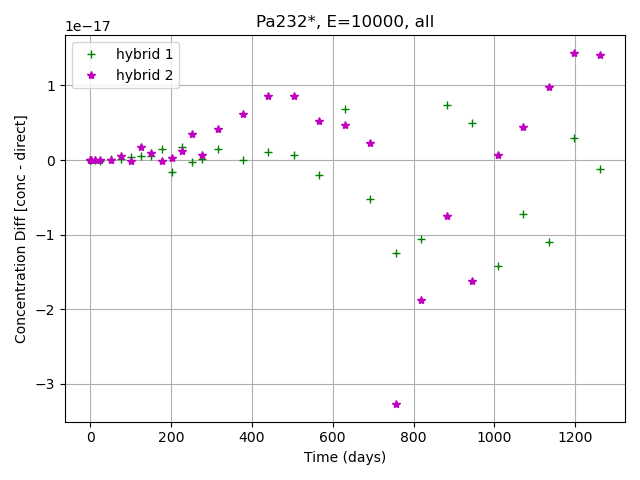 Pa232*, E=10000, all
1e−17
hybrid 1
hybrid 2
1
0
−1
−2
−3
Concentration Diff [conc - direct]
0 200 400 600 800 1000 1200
Time (days)